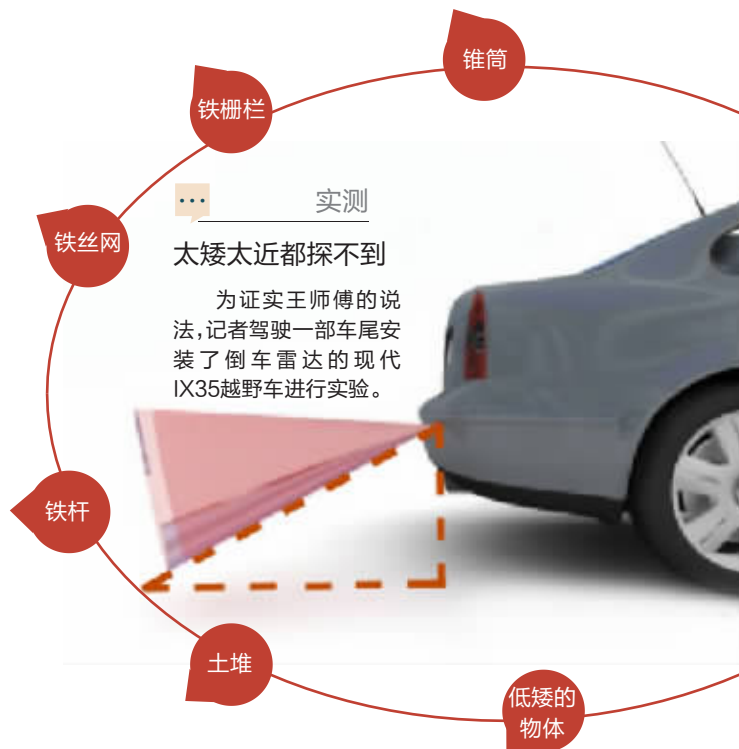 锥筒
铁栅栏
铁丝网
实测
太矮太近都探不到
为证实王师傅的说
法,记者驾驶一部车尾安
装了倒车雷达的现代
IX35越野车进行实验。
铁杆
土堆
低矮的
物体